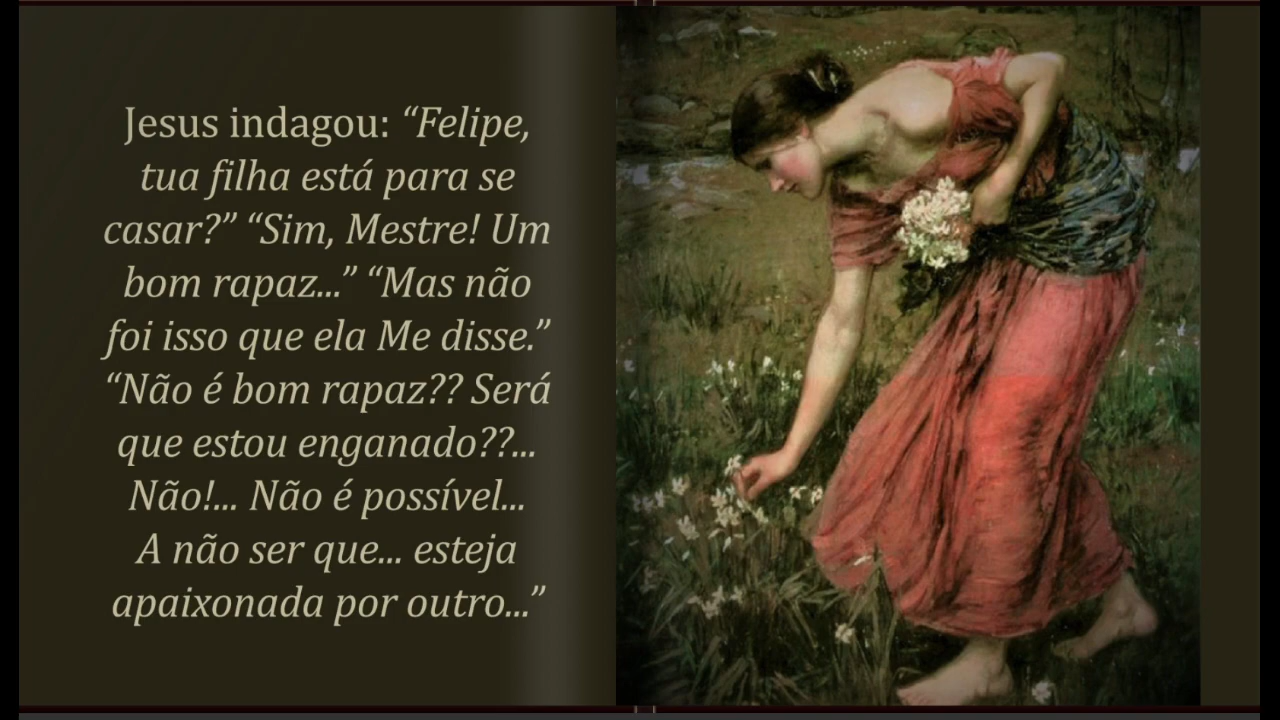 Jesus indagou: “Felipe,
tua filha está para se
casar?” “Sim, Mestre! Um
bom rapaz...” “Mas não
foi isso que ela Me disse.”
“Não é bom rapaz?? Será
que estou enganado??...
Não!... Não é possível...
A não ser que... esteja
apaixonada por outro...”